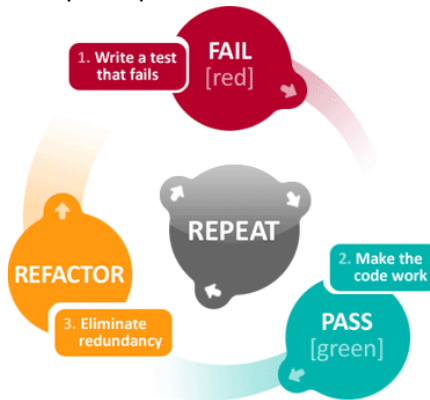 1. Write a test
that fails
FAIL
[red]
REPEAT
2. Make the
code work
PASS
[green]
REFACTOR
3. Eliminate
redundancy